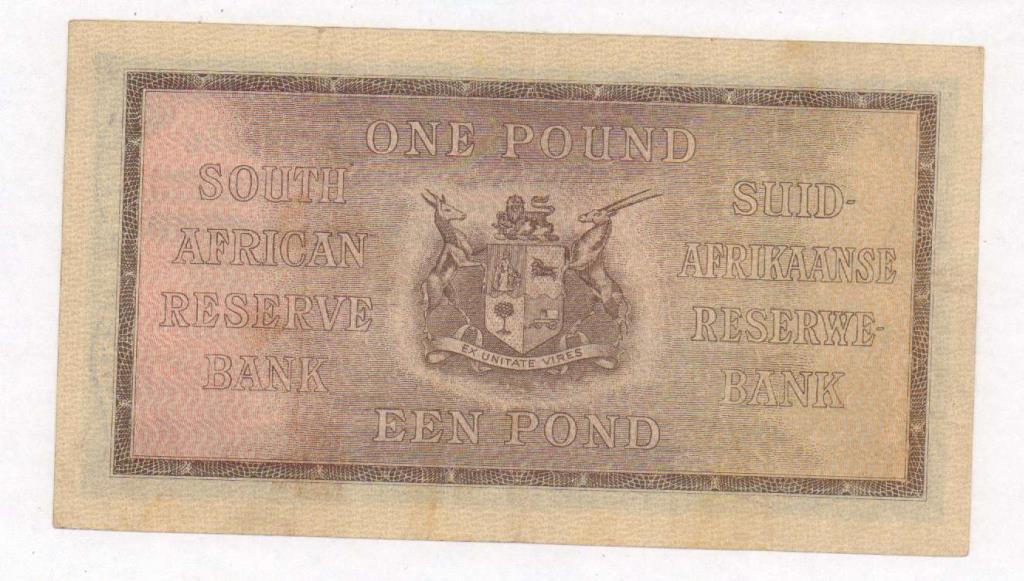 ONE POUND
SOUTH
AFRICAN
RESERVE
BANK
SUID-
AFRIKAANSE
RESERWE-
BANK
EX UNITATE VIRES
EEN POND